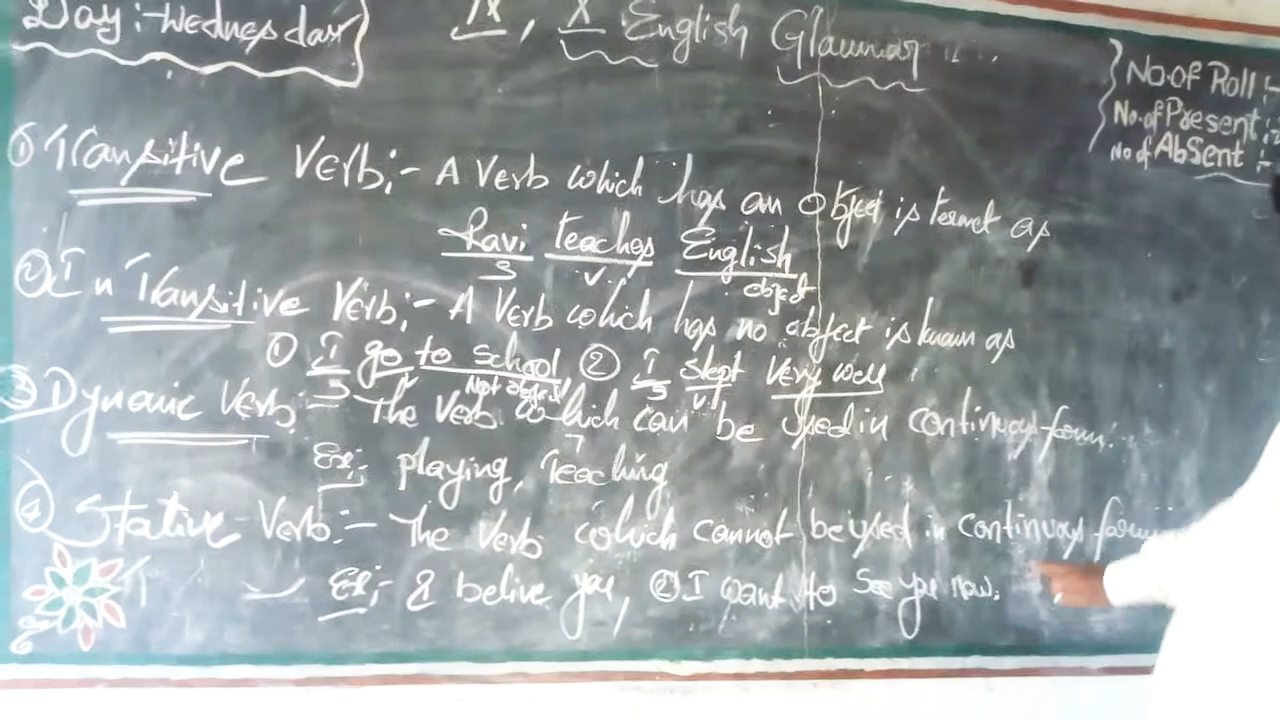 Day :- Wednesday
IX, X English Glammar
No. of Roll :-
No. of Present :-
No of Absent :-
① Transitive Verb :- A Verb which has an object is termet as
Ravi teaches English
S V object
② In Transitive Verb :- A Verb which has no object is known as
① I go to school ② I slept very well
S V Not object S V
③ Dynamic Verb :- The Verb which can be used in continuous form.
Ex :- playing, Teaching
④ Stative Verb :- The Verb which cannot be used in continuous form
Ex :- I belive you, ② I want to see you now.